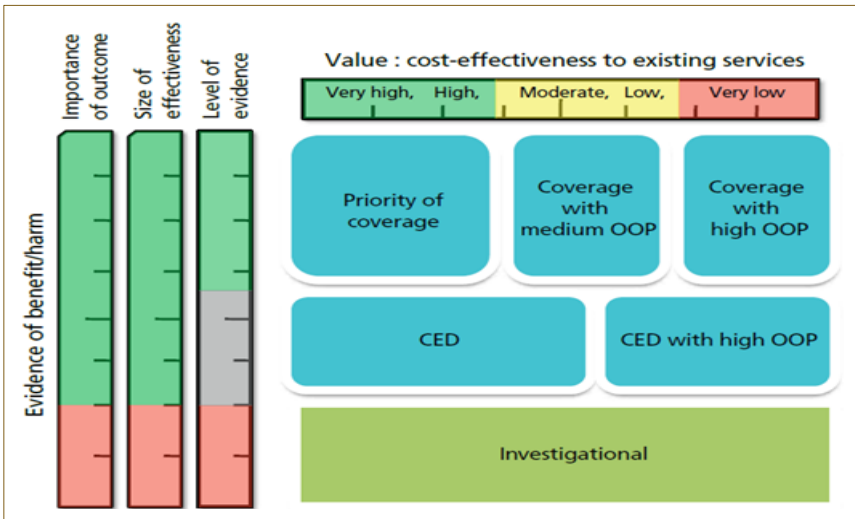 Importance
of outcome
Size of
effectiveness
Level of
evidence
Value : cost-effectiveness to existing services
Very high, High, Moderate, Low, Very low
Evidence of benefit/harm
Priority of
coverage
Coverage
with
medium OOP
Coverage
with
high OOP
CED
CED with high OOP
Investigational